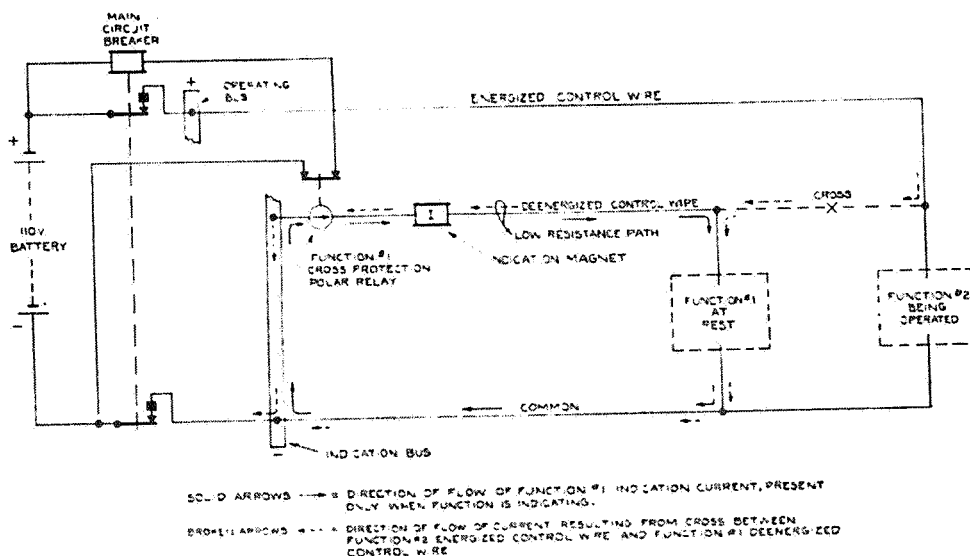 MAIN
CIRCUIT
BREAKER
+
OPERATING
BUS
ENERGIZED CONTROL WIRE
+
CROSS
DEENERGIZED CONTROL WIRE
I
LOW RESISTANCE PATH
110V.
BATTERY
FUNCTION #1
CROSS PROTECTION
POLAR RELAY
INDICATION MAGNET
FUNCTION #1
AT
REST
FUNCTION #2
BEING
OPERATED
-
COMMON
-
INDICATION BUS
SOLID ARROWS = DIRECTION OF FLOW OF FUNCTION #1 INDICATION CURRENT, PRESENT
ONLY WHEN FUNCTION IS INDICATING.
BROKEN ARROWS = DIRECTION OF FLOW OF CURRENT RESULTING FROM CROSS BETWEEN
FUNCTION #2 ENERGIZED CONTROL WIRE AND FUNCTION #1 DEENERGIZED
CONTROL WIRE